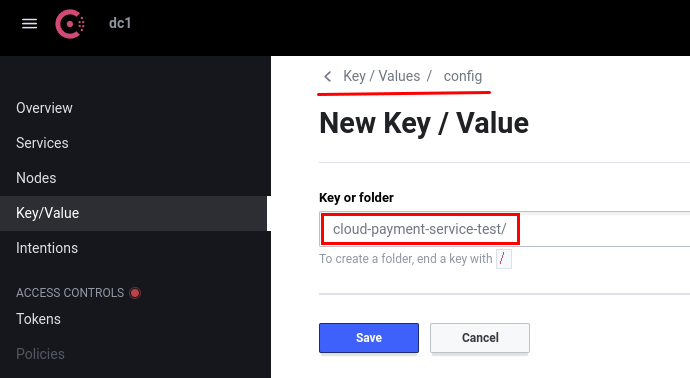 dc1
Overview
Services
Nodes
Key/Value
Intentions
ACCESS CONTROLS
Tokens
Policies
Key / Values / config
New Key / Value
Key or folder
cloud-payment-service-test/
To create a folder, end a key with /
Save Cancel